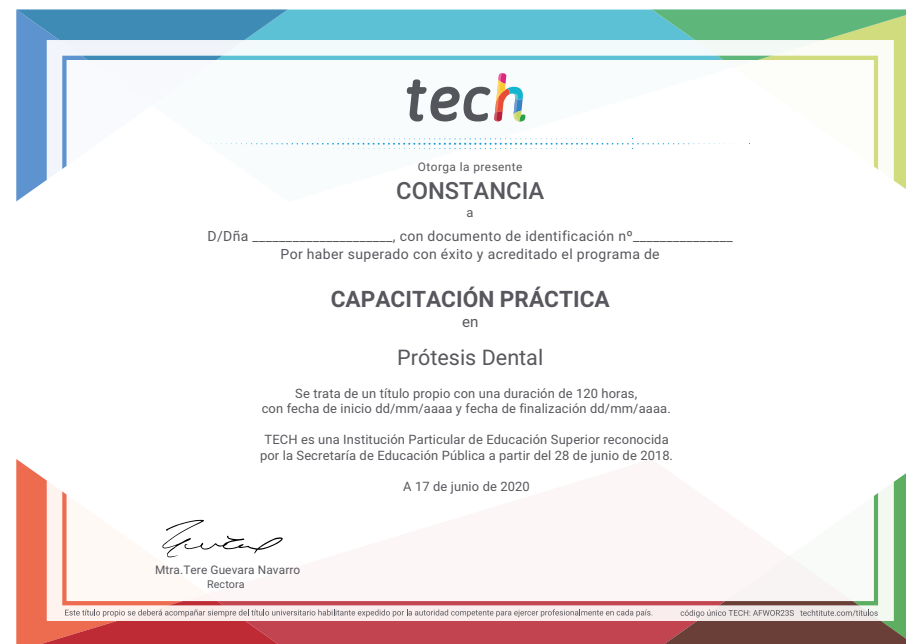 tech
Otorga la presente
CONSTANCIA
a
D/Dña ______________________, con documento de identificación nº_______________
Por haber superado con éxito y acreditado el programa de
CAPACITACIÓN PRÁCTICA
en
Prótesis Dental
Se trata de un título propio con una duración de 120 horas,
con fecha de inicio dd/mm/aaaa y fecha de finalización dd/mm/aaaa.
TECH es una Institución Particular de Educación Superior reconocida
por la Secretaría de Educación Pública a partir del 28 de junio de 2018.
A 17 de junio de 2020
Mtra.Tere Guevara Navarro
Rectora
Este título propio se deberá acompañar siempre del título universitario habilitante expedido por la autoridad competente para ejercer profesionalmente en cada país. código único TECH: AFWOR23S techtitute.com/titulos